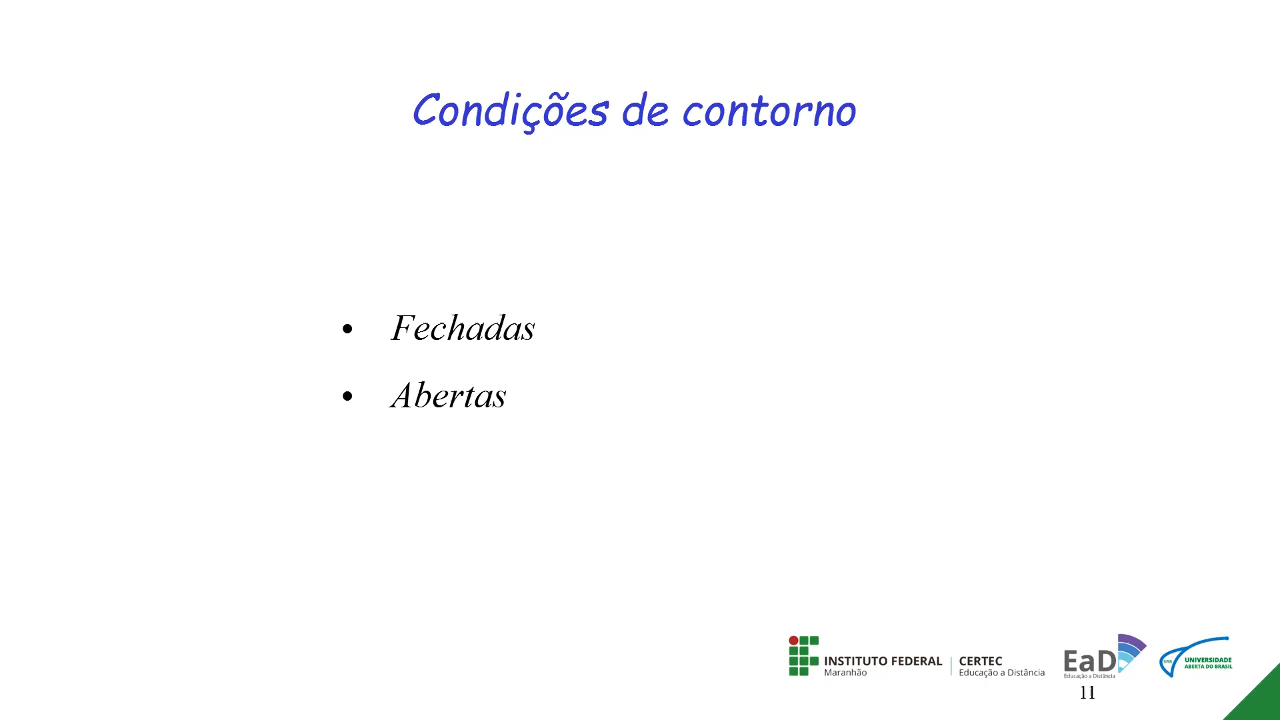 Condições de contorno
• Fechadas
• Abertas
INSTITUTO FEDERAL
Maranhão
CERTEC
Educação a Distância
EaD
Educação a Distância
UAB
UNIVERSIDADE
ABERTA DO BRASIL
11